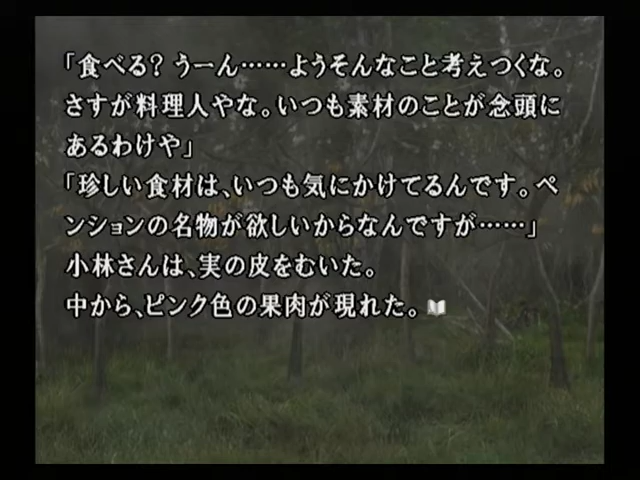 「食べる? うーん……ようそんなこと考えつくな。
さすが料理人やな。いつも素材のことが念頭に
あるわけや」
「珍しい食材は、いつも気にかけてるんです。ペ
ンションの名物が欲しいからなんですが……」
小林さんは、実の皮をむいた。
中から、ピンク色の果肉が現れた。